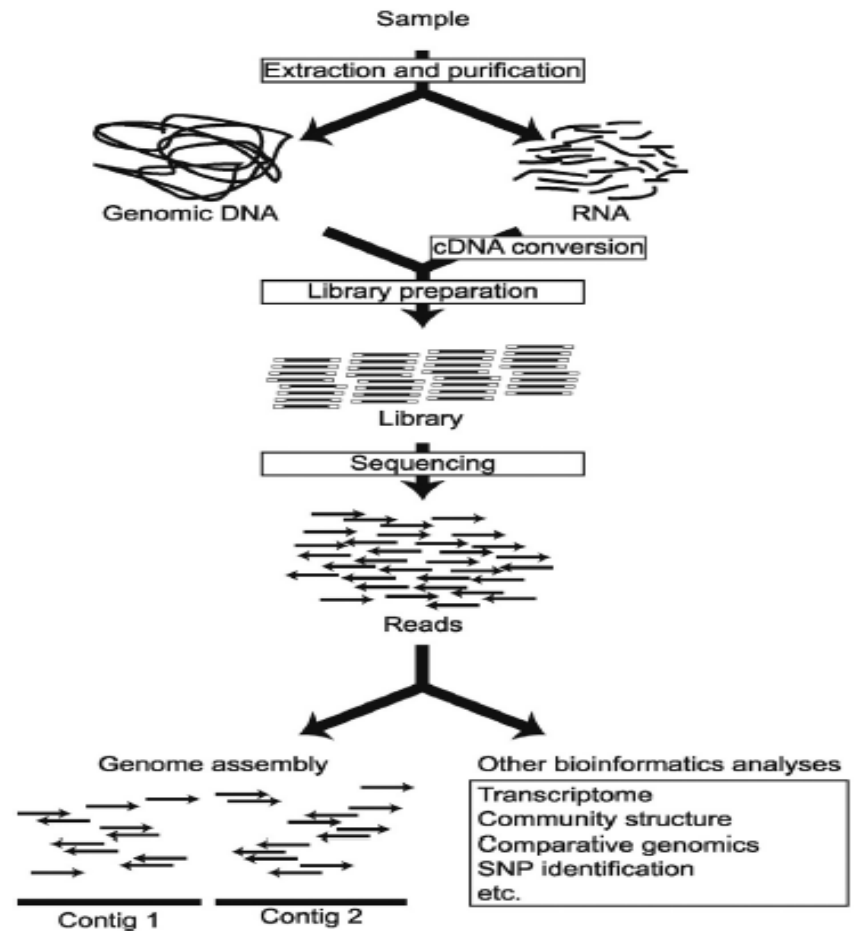 Sample
Extraction and purification
Genomic DNA
RNA
cDNA conversion
Library preparation
Library
Sequencing
Reads
Genome assembly
Other bioinformatics analyses
Transcriptome
Community structure
Comparative genomics
SNP identification
etc.
Contig 1
Contig 2